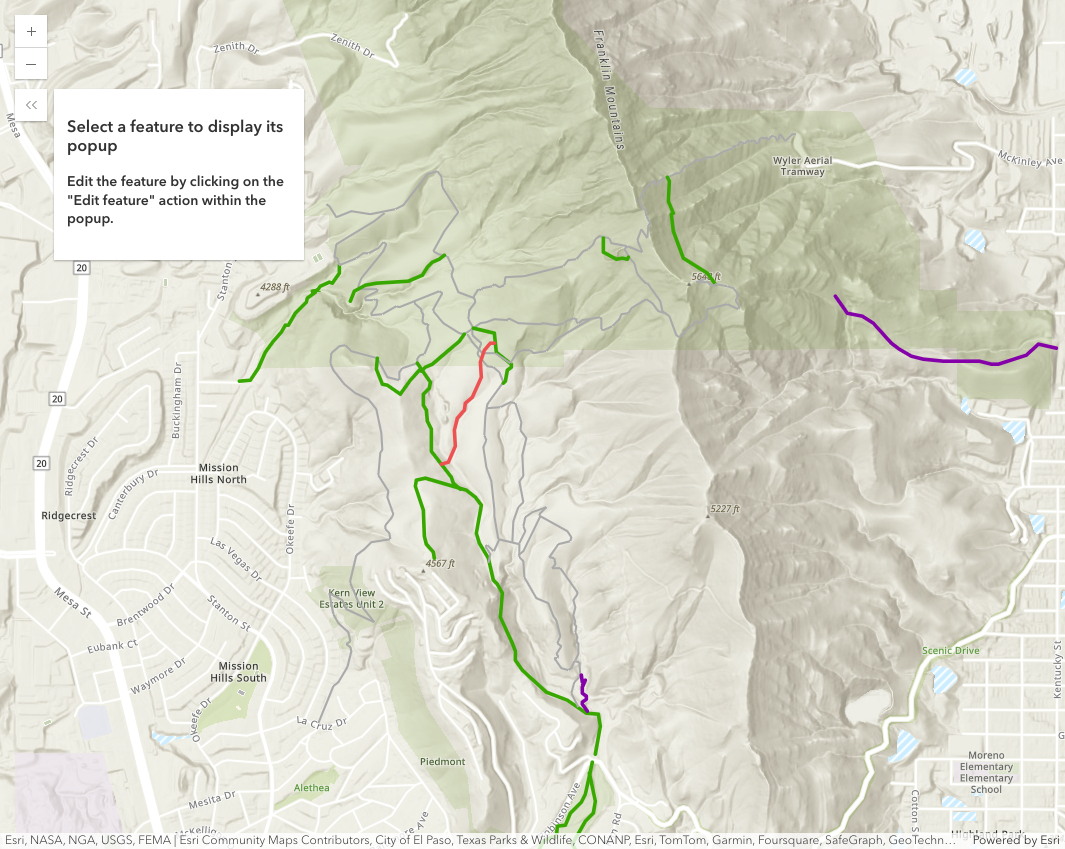 +
−
<<
Select a feature to display its
popup
Edit the feature by clicking on the
"Edit feature" action within the
popup.
Zenith Dr
Zenith Dr
Mesa
Franklin Mountains
Wyler Aerial
Tramway
McKinley Ave
20
Stanton
4288 ft
20
Buckingham Dr
20
Ridgecrest Dr
Canterbury Dr
Mission
Hills North
Ridgecrest
Okeefe Dr
5227 ft
Las Vegas Dr
4567 ft
Mesa St
Brentwood Dr
Stanton St
Kern View
Estates Unit 2
Eubank Ct
Waymore Dr
Mission
Hills South
Scenic Drive
Kentucky St
Okeefe Dr
La Cruz Dr
Piedmont
Alethea
Mesita Dr
Moreno
Elementary
Elementary
School
Cotton S
Esri, NASA, NGA, USGS, FEMA | Esri Community Maps Contributors, City of El Paso, Texas Parks & Wildlife, CONANP, Esri, TomTom, Garmin, Foursquare, SafeGraph, GeoTechn…
Powered by Esri